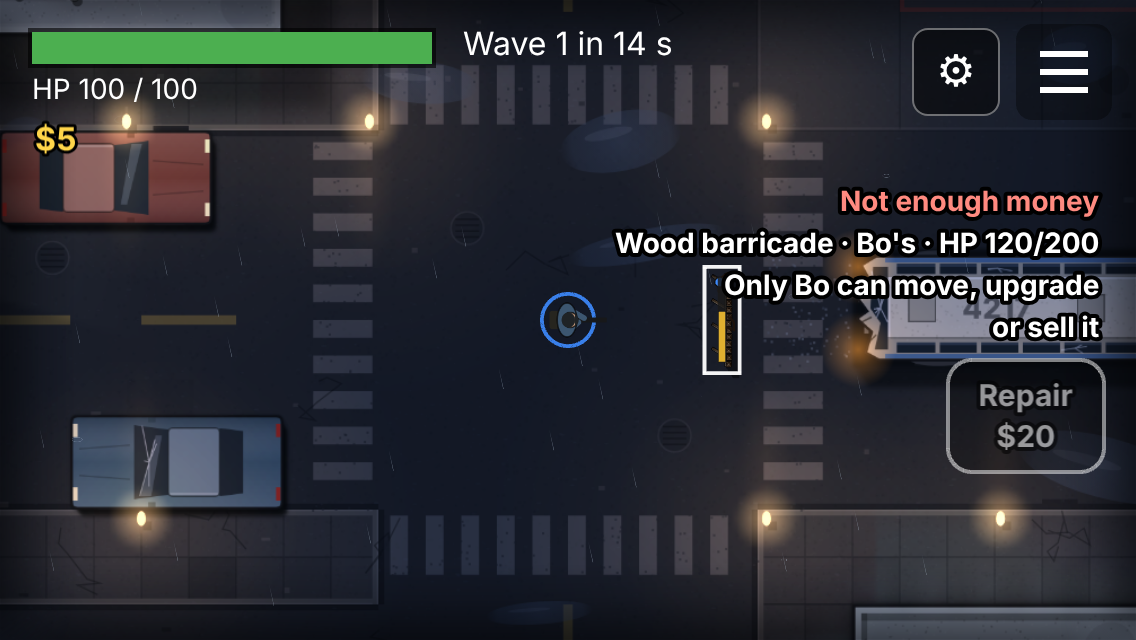 Wave 1 in 14 s
HP 100 / 100
$5
Not enough money
Wood barricade · Bo's · HP 120/200
Only Bo can move, upgrade
or sell it
Repair
$20